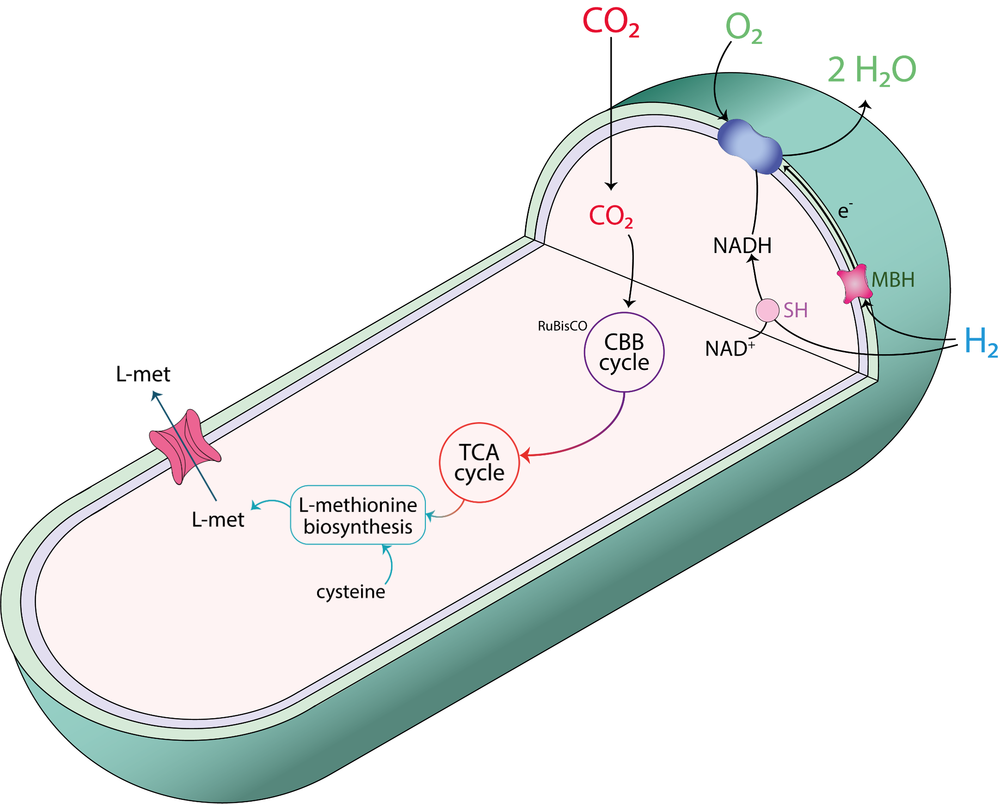 CO₂
O₂
2 H₂O
CO₂
e⁻
NADH
MBH
SH
RuBisCO
CBB
cycle
NAD⁺
H₂
L-met
TCA
cycle
L-methionine
biosynthesis
L-met
cysteine